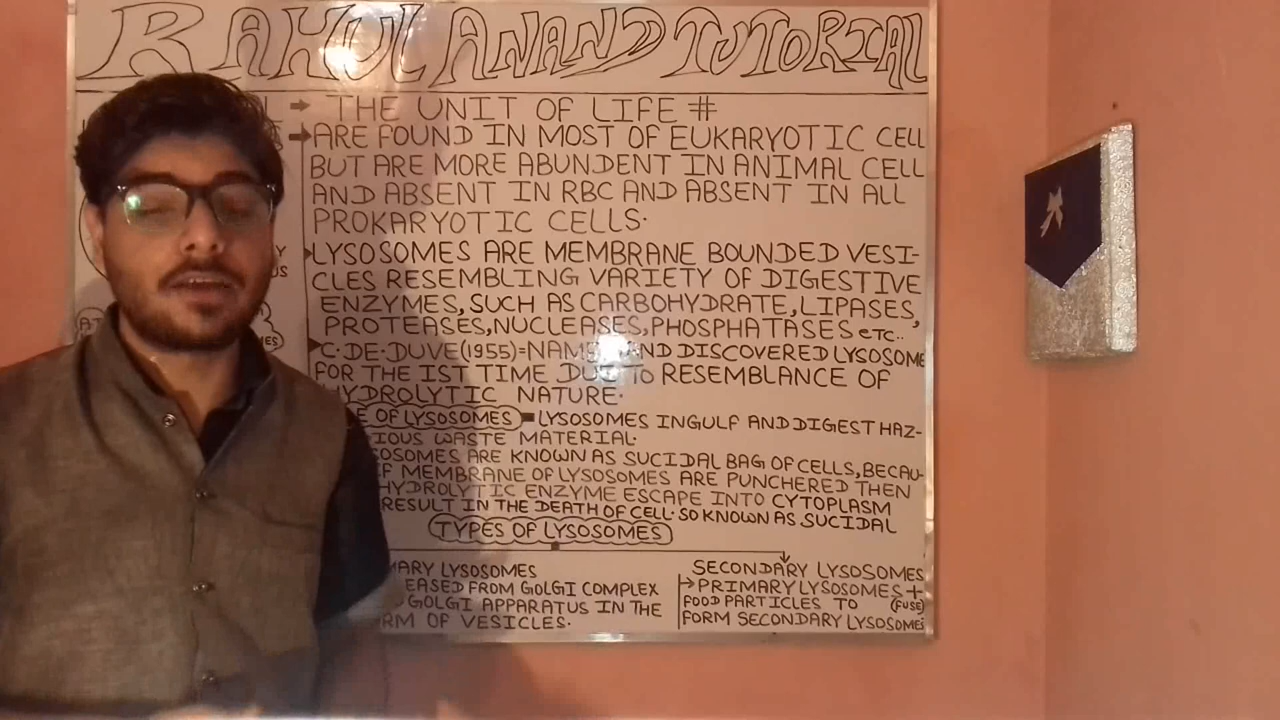 RAHUL ANAND TUTORIAL
L → THE UNIT OF LIFE #
→ ARE FOUND IN MOST OF EUKARYOTIC CELL
BUT ARE MORE ABUNDENT IN ANIMAL CELL
AND ABSENT IN RBC AND ABSENT IN ALL
PROKARYOTIC CELLS.
LYSOSOMES ARE MEMBRANE BOUNDED VESI-
CLES RESEMBLING VARIETY OF DIGESTIVE
ENZYMES, SUCH AS CARBOHYDRATE, LIPASES,
PROTEASES, NUCLEASES, PHOSPHATASES etc..
C. DE. DUVE (1955) = AND DISCOVERED LYSOSOME
FOR THE IST TIME DUE TO RESEMBLANCE OF
HYDROLYTIC NATURE.
E OF LYSOSOMES LYSOSOMES INGULF AND DIGEST HAZ-
IOUS WASTE MATERIAL.
SOSOMES ARE KNOWN AS SUCIDAL BAG OF CELLS, BECAU-
F MEMBRANE OF LYSOSOMES ARE PUNCHERED THEN
HYDROLYTIC ENZYME ESCAPE INTO CYTOPLASM
RESULT IN THE DEATH OF CELL. SO KNOWN AS SUCIDAL
TYPES OF LYSOSOMES
MARY LYSOSOMES
EASED FROM GOLGI COMPLEX
GOLGI APPARATUS IN THE
RM OF VESICLES.
SECONDARY LYSOSOMES
→ PRIMARY LYSOSOMES +
FOOD PARTICLES TO (FUSE)
FORM SECONDARY LYSOSOMES